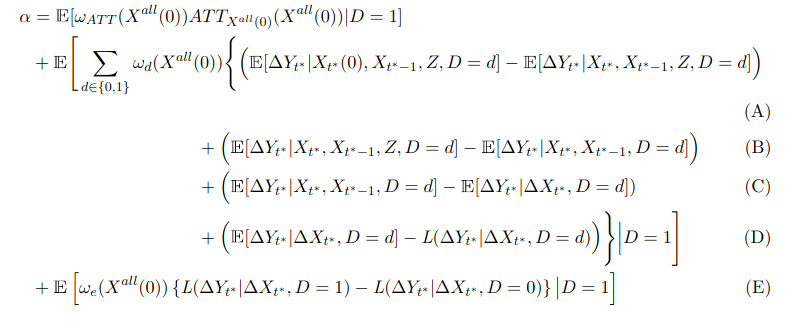 α = 𝔼[ω_{ATT}(X^{all}(0))ATT_{X^{all}(0)}(X^{all}(0))|D = 1]
+ 𝔼[ ∑_{d∈{0,1}} ω_d(X^{all}(0)){ (𝔼[ΔY_{t*}|X_{t*}(0), X_{t*−1}, Z, D = d] − 𝔼[ΔY_{t*}|X_{t*}, X_{t*−1}, Z, D = d])
(A)
+ (𝔼[ΔY_{t*}|X_{t*}, X_{t*−1}, Z, D = d] − 𝔼[ΔY_{t*}|X_{t*}, X_{t*−1}, D = d]) (B)
+ (𝔼[ΔY_{t*}|X_{t*}, X_{t*−1}, D = d] − 𝔼[ΔY_{t*}|ΔX_{t*}, D = d]) (C)
+ (𝔼[ΔY_{t*}|ΔX_{t*}, D = d] − L(ΔY_{t*}|ΔX_{t*}, D = d)) } |D = 1] (D)
+ 𝔼 [ω_e(X^{all}(0)) {L(ΔY_{t*}|ΔX_{t*}, D = 1) − L(ΔY_{t*}|ΔX_{t*}, D = 0)} |D = 1] (E)